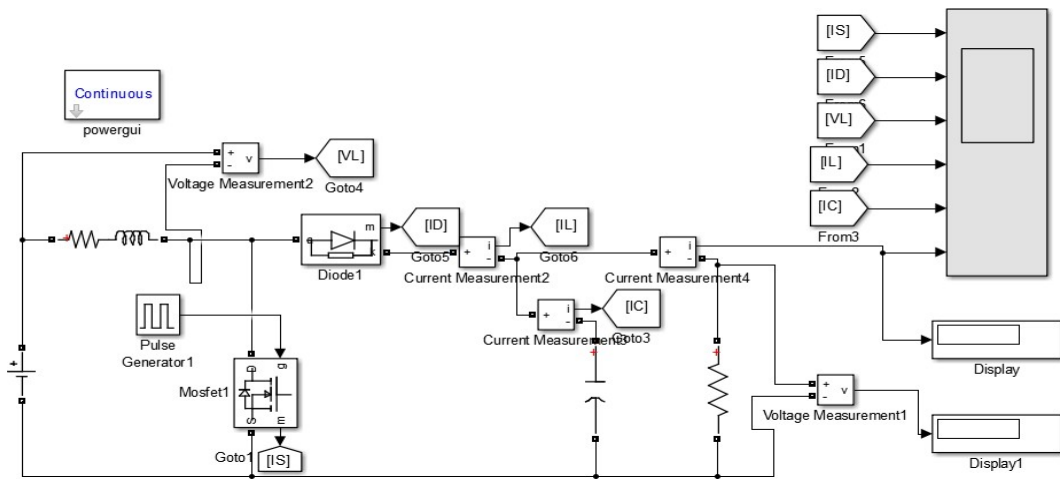 [IS]
[ID]
[VL]
[IL]
[IC]
From3
Continuous
powergui
+
-
v
[VL]
Voltage Measurement2
Goto4
+
a
m
k
Diode1
[ID]
Goto5
+
i
-
Current Measurement2
[IL]
Goto6
+
i
-
Current Measurement4
Pulse
Generator1
+
i
-
[IC]
Goto3
Current Measurement3
+
g
D
S
m
Mosfet1
Goto1
[IS]
+
+
+
-
v
Voltage Measurement1
Display
Display1